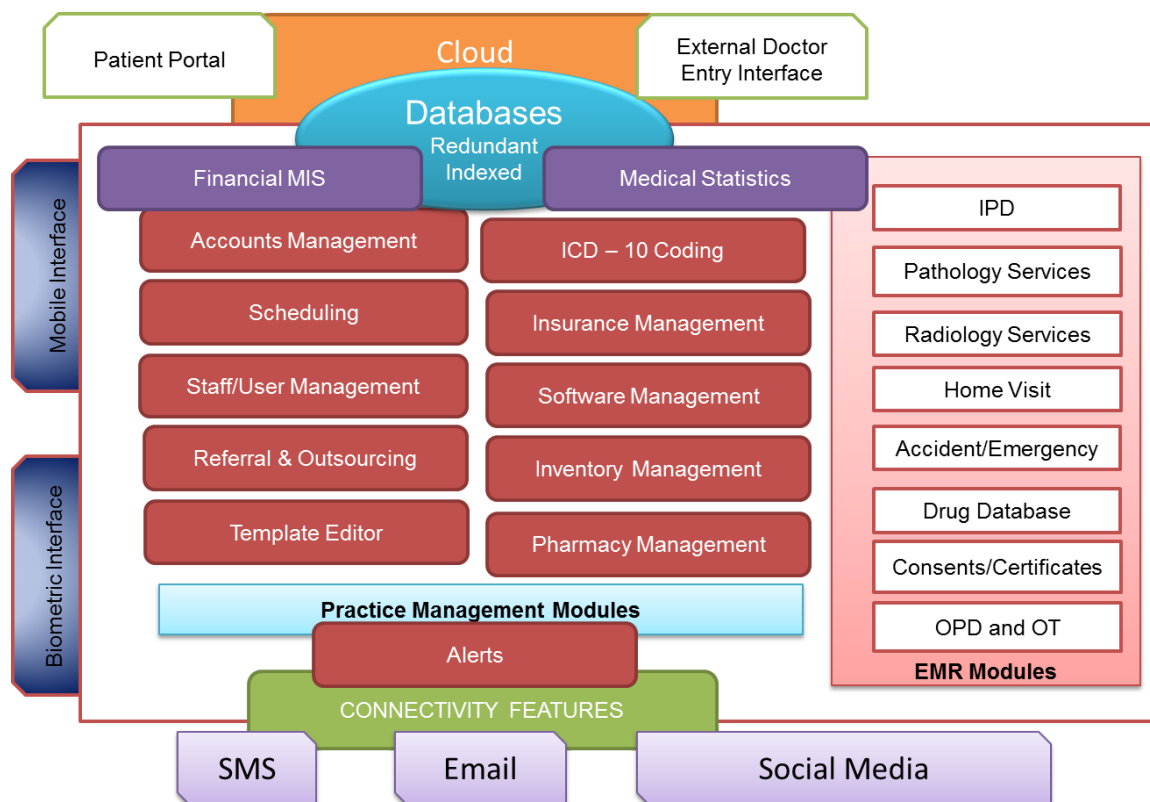 Patient Portal
Cloud
External Doctor
Entry Interface
Databases
Redundant
Indexed
Financial MIS
Medical Statistics
Mobile Interface
Biometric Interface
Accounts Management
Scheduling
Staff/User Management
Referral & Outsourcing
Template Editor
ICD – 10 Coding
Insurance Management
Software Management
Inventory Management
Pharmacy Management
Practice Management Modules
Alerts
CONNECTIVITY FEATURES
IPD
Pathology Services
Radiology Services
Home Visit
Accident/Emergency
Drug Database
Consents/Certificates
OPD and OT
EMR Modules
SMS
Email
Social Media